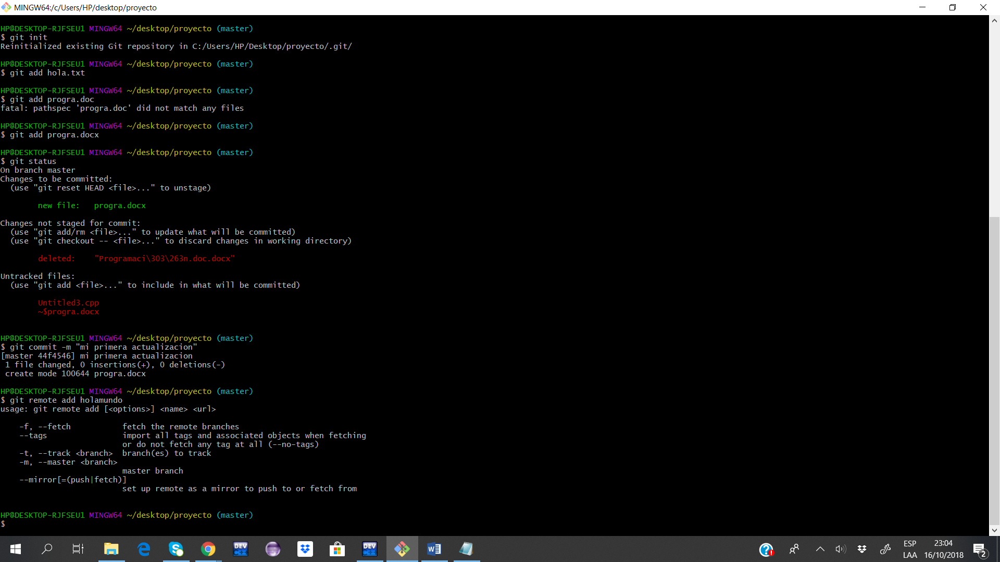 MINGW64:/c/Users/HP/desktop/proyecto
HP@DESKTOP-RJFSEU1 MINGW64 ~/desktop/proyecto (master)
$ git init
Reinitialized existing Git repository in C:/Users/HP/Desktop/proyecto/.git/
HP@DESKTOP-RJFSEU1 MINGW64 ~/desktop/proyecto (master)
$ git add hola.txt
HP@DESKTOP-RJFSEU1 MINGW64 ~/desktop/proyecto (master)
$ git add progra.doc
fatal: pathspec 'progra.doc' did not match any files
HP@DESKTOP-RJFSEU1 MINGW64 ~/desktop/proyecto (master)
$ git add progra.docx
HP@DESKTOP-RJFSEU1 MINGW64 ~/desktop/proyecto (master)
$ git status
On branch master
Changes to be committed:
  (use "git reset HEAD <file>..." to unstage)
        new file:   progra.docx
Changes not staged for commit:
  (use "git add/rm <file>..." to update what will be committed)
  (use "git checkout -- <file>..." to discard changes in working directory)
        deleted:    "Programaci\303\263n.doc.docx"
Untracked files:
  (use "git add <file>..." to include in what will be committed)
        Untitled3.cpp
        ~$progra.docx
HP@DESKTOP-RJFSEU1 MINGW64 ~/desktop/proyecto (master)
$ git commit -m "mi primera actualizacion"
[master 44f4546] mi primera actualizacion
 1 file changed, 0 insertions(+), 0 deletions(-)
 create mode 100644 progra.docx
HP@DESKTOP-RJFSEU1 MINGW64 ~/desktop/proyecto (master)
$ git remote add holamundo
usage: git remote add [<options>] <name> <url>
    -f, --fetch           fetch the remote branches
    --tags                import all tags and associated objects when fetching
                          or do not fetch any tag at all (--no-tags)
    -t, --track <branch>  branch(es) to track
    -m, --master <branch>
                          master branch
    --mirror[=(push|fetch)]
                          set up remote as a mirror to push to or fetch from
HP@DESKTOP-RJFSEU1 MINGW64 ~/desktop/proyecto (master)
$
DEV C++
DEV C++
W
ESP
LAA
23:04
16/10/2018
2